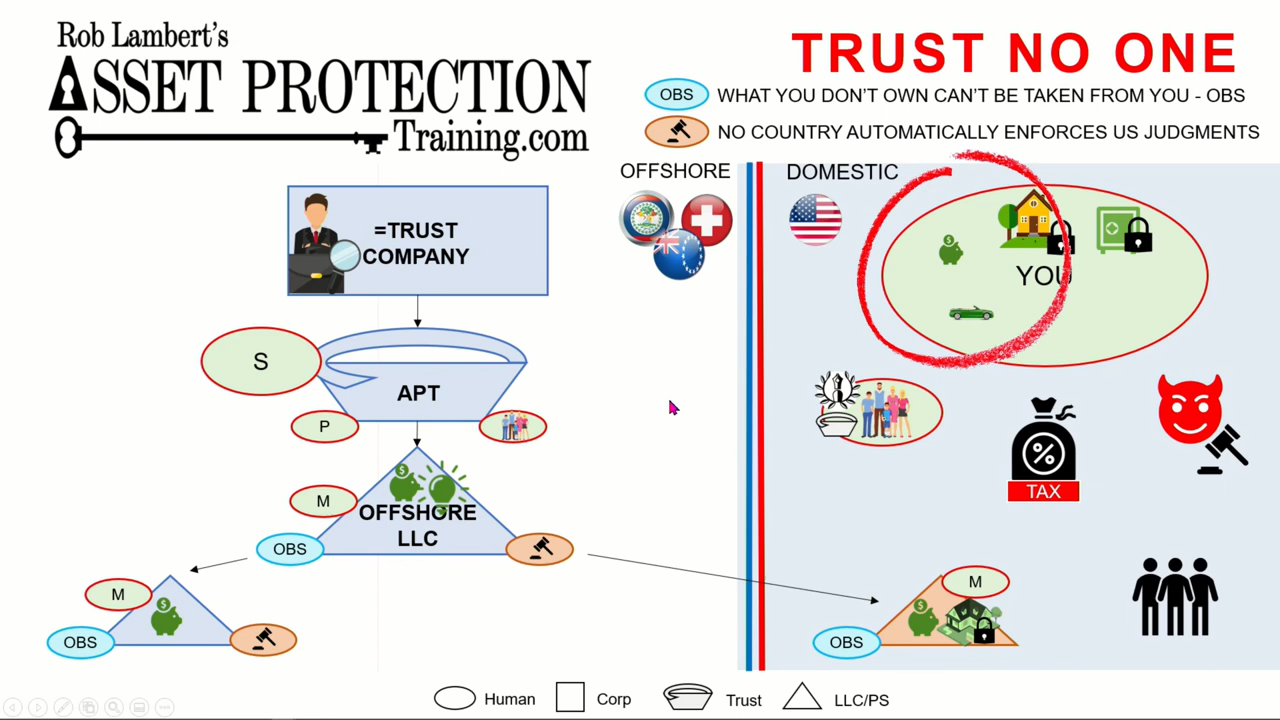 Rob Lambert's
ASSET PROTECTION
Training.com
TRUST NO ONE
OBS WHAT YOU DON'T OWN CAN'T BE TAKEN FROM YOU - OBS
NO COUNTRY AUTOMATICALLY ENFORCES US JUDGMENTS
OFFSHORE
DOMESTIC
=TRUST
COMPANY
YOU
S
APT
P
M
OFFSHORE
LLC
OBS
%
TAX
M
OBS
M
OBS
Human
Corp
Trust
LLC/PS